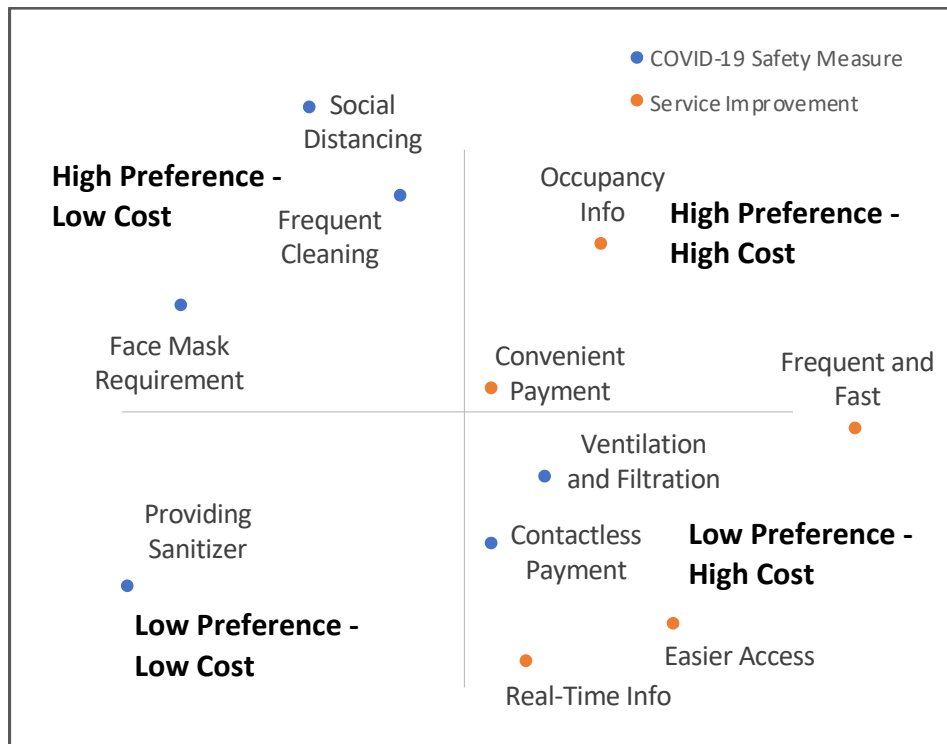 COVID-19 Safety Measure
Service Improvement
Social
Distancing
High Preference -
Low Cost
Frequent
Cleaning
Occupancy
Info
High Preference -
High Cost
Face Mask
Requirement
Convenient
Payment
Frequent and
Fast
Ventilation
and Filtration
Providing
Sanitizer
Contactless
Payment
Low Preference -
High Cost
Low Preference -
Low Cost
Easier Access
Real-Time Info